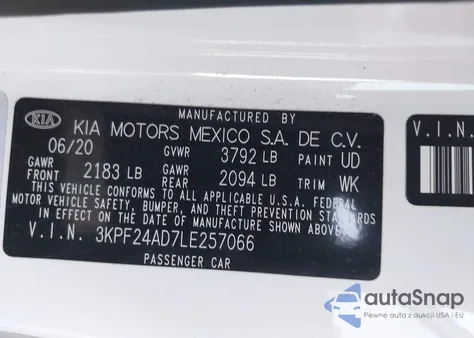 MANUFACTURED BY
KIA KIA MOTORS MEXICO S.A. DE C.V.
06/20 GVWR 3792 LB PAINT UD
GAWR FRONT 2183 LB GAWR REAR 2094 LB TRIM WK
THIS VEHICLE CONFORMS TO ALL APPLICABLE U.S.A. FEDERAL
MOTOR VEHICLE SAFETY, BUMPER, AND THEFT PREVENTION STANDARDS
IN EFFECT ON THE DATE OF MANUFACTURE SHOWN ABOVE.
V.I.N. 3KPF24AD7LE257066
PASSENGER CAR
V.I.N.
autoSnap
Pewne auta z aukcji USA i EU